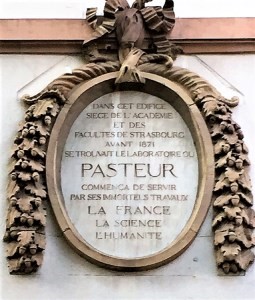 DANS CET EDIFICE
SIEGE DE L'ACADEMIE
ET DES
FACULTES DE STRASBOURG
AVANT 1871
SE TROUVAIT LE LABORATOIRE OU
PASTEUR
COMMENÇA DE SERVIR
PAR SES IMMORTELS TRAVAUX
LA FRANCE
LA SCIENCE
L'HUMANITE